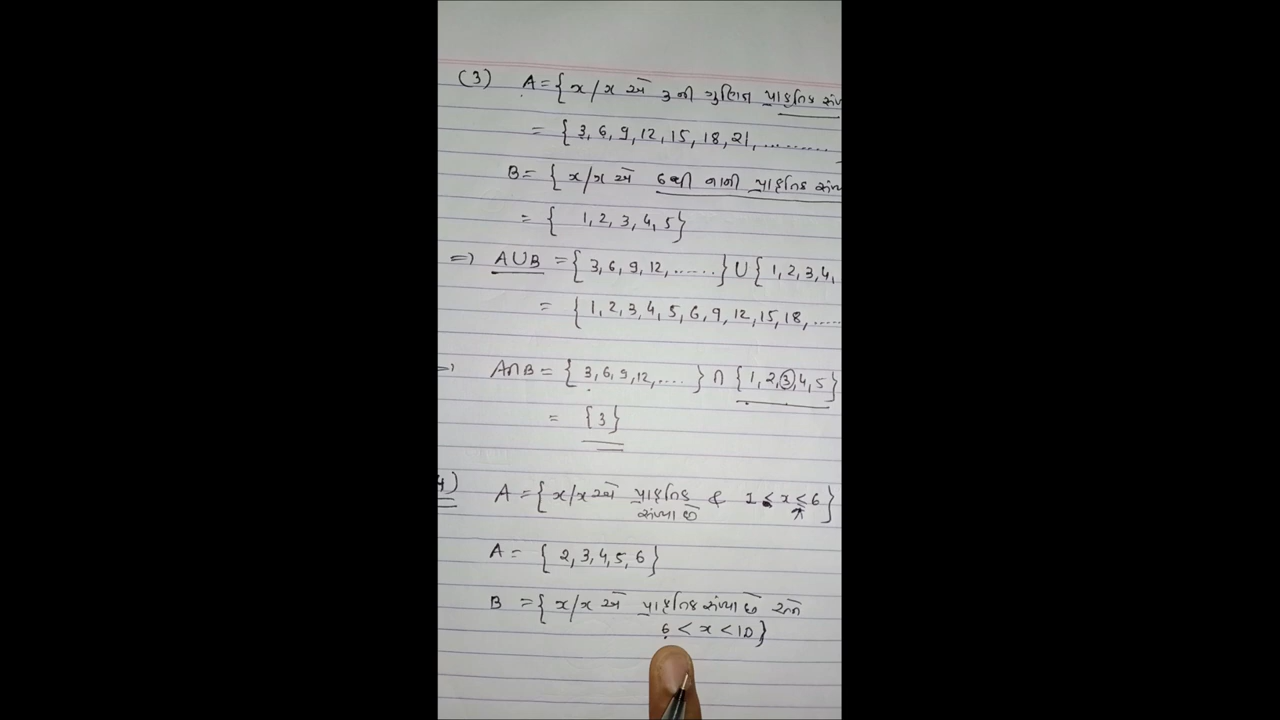 (3) A = { x/x એ 3 ની ગુણિત પ્રાકૃતિક સં
= { 3, 6, 9, 12, 15, 18, 21, ..........
B = { x/x એ 6થી નાની પ્રાકૃતિક સંખ્
= { 1, 2, 3, 4, 5}
⇒ A∪B = { 3, 6, 9, 12, ....... } ∪ { 1, 2, 3, 4,
= { 1, 2, 3, 4, 5, 6, 9, 12, 15, 18, .....
⇒ A∩B = { 3, 6, 9, 12, .... } ∩ { 1, 2, 3, 4, 5 }
= {3}
4) A = { x/x એ પ્રાકૃતિક & 1 < x ≤ 6 }
સંખ્યા છે
A = { 2, 3, 4, 5, 6 }
B = { x/x એ પ્રાકૃતિક સંખ્યા છે અને
6 < x < 10 }